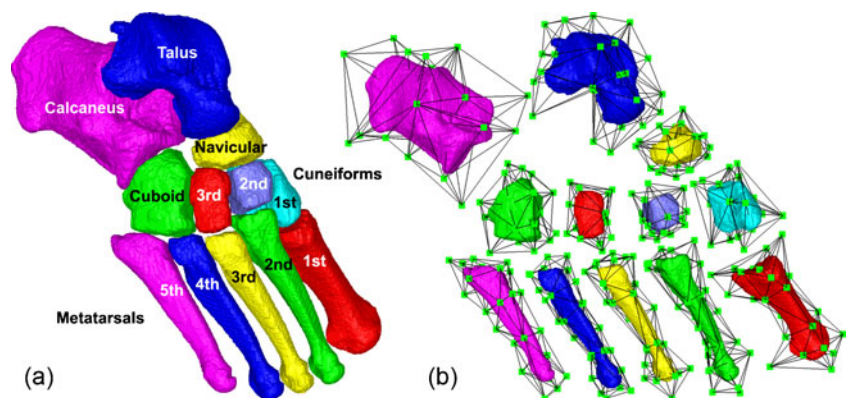 Talus
Calcaneus
Navicular
Cuneiforms
Cuboid
3rd
2nd
1st
5th
4th
3rd
2nd
1st
Metatarsals
(a)
(b)